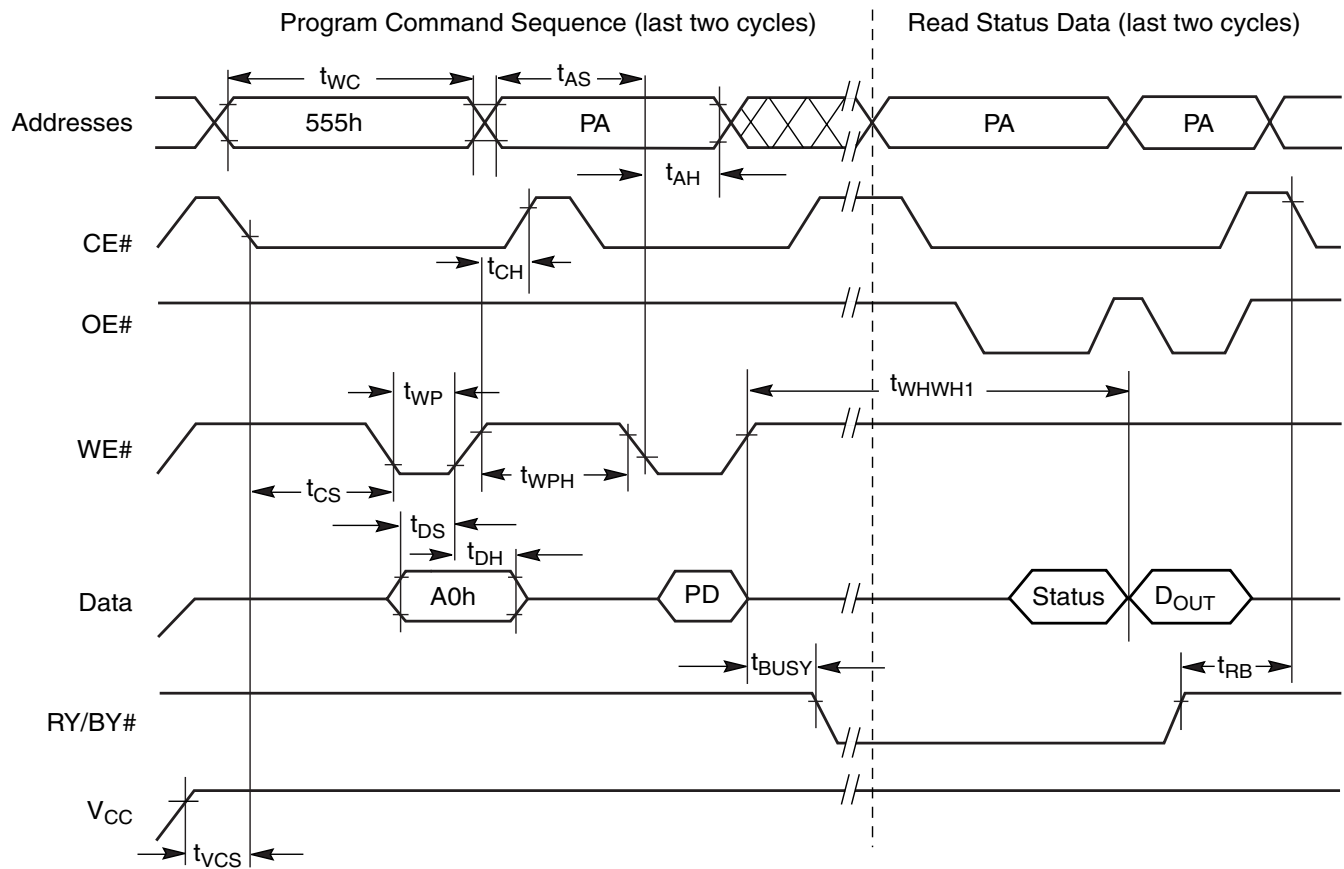 Program Command Sequence (last two cycles) Read Status Data (last two cycles)
tWC tAS
Addresses 555h PA PA PA
tAH
CE#
tCH
OE#
tWP tWHWH1
WE#
tCS tWPH
tDS
tDH
Data A0h PD Status DOUT
tBUSY tRB
RY/BY#
VCC
tVCS